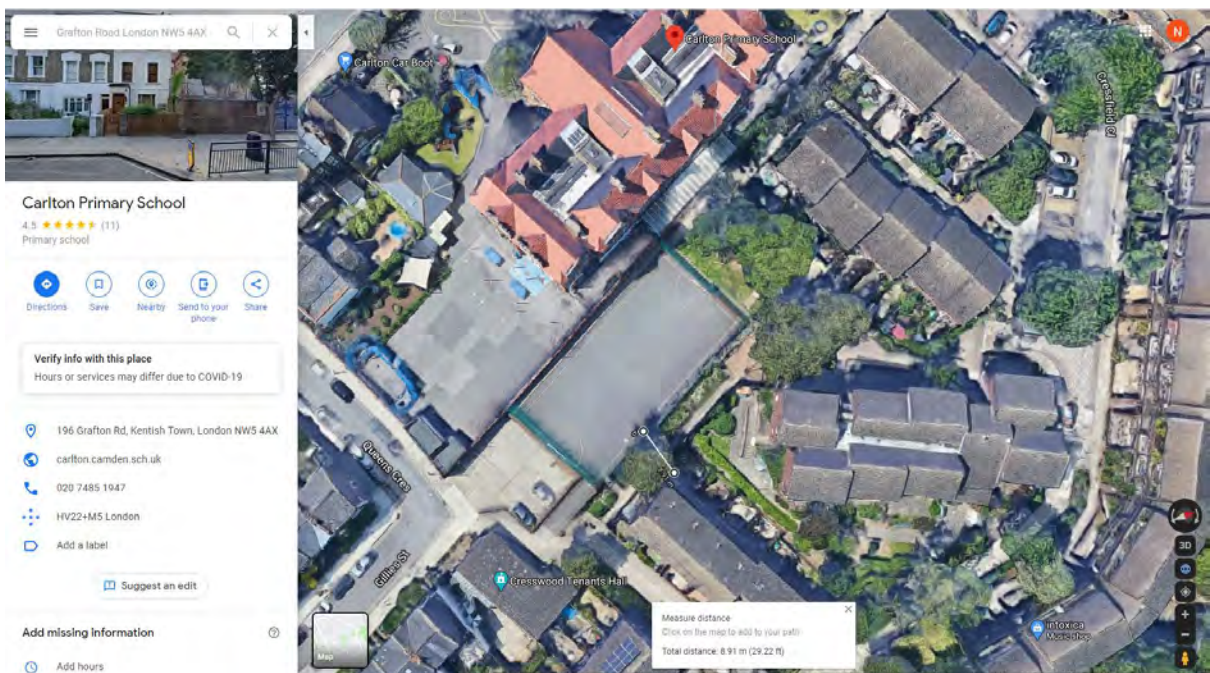 Grafton Road London NW5 4AX
Carlton Primary School
4.5 (11)
Primary school
Directions
Save
Nearby
Send to your
phone
Share
Verify info with this place
Hours or services may differ due to COVID-19
196 Grafton Rd, Kentish Town, London NW5 4AX
carlton.camden.sch.uk
020 7485 1947
HV22+M5 London
Add a label
Suggest an edit
Add missing information
Add hours
Carlton Car Boot
Carlton Primary School
Cressfield Cl
Queens Cres
Gillies St
Cresswood Tenants Hall
intoxica
Music shop
Map
Measure distance
Click on the map to add to your path
Total distance: 8.91 m (29.22 ft)
N
3D